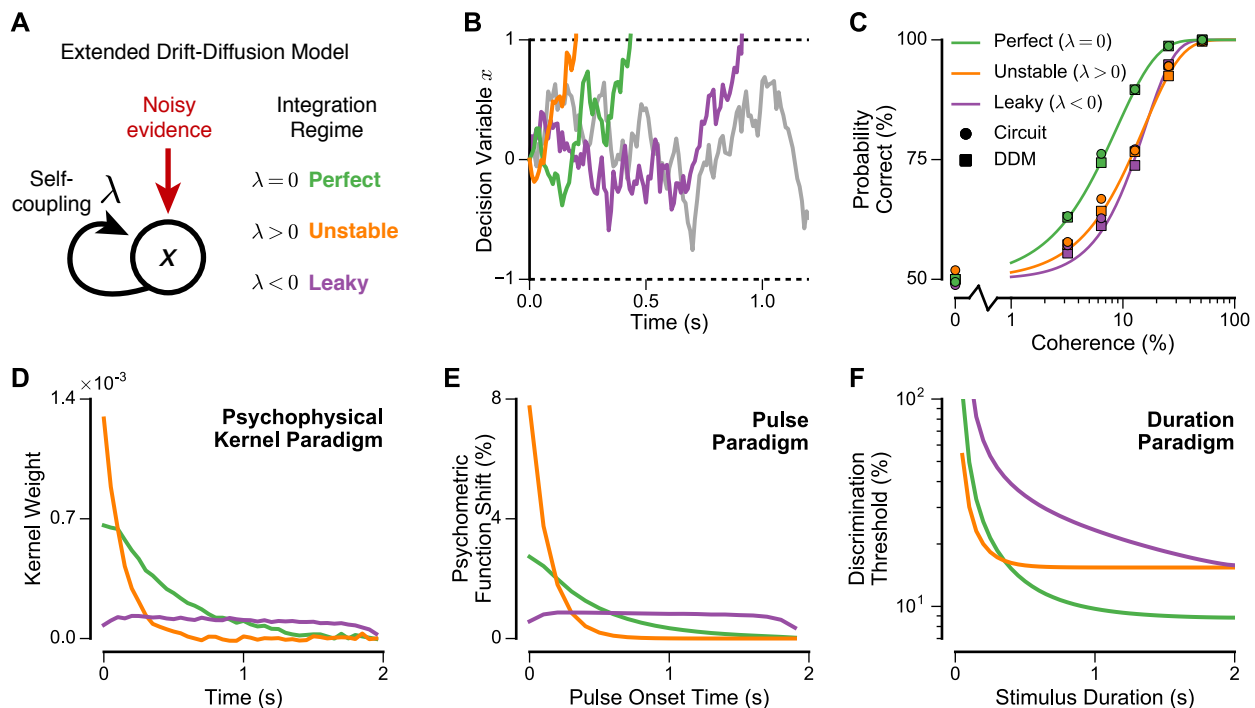 A
Extended Drift-Diffusion Model
Noisy
evidence
Integration
Regime
Self-
coupling λ
x
λ = 0 Perfect
λ > 0 Unstable
λ < 0 Leaky
B
Decision Variable x
1
0
−1
0.0
0.5
1.0
Time (s)
C
Probability
Correct (%)
100
75
50
Perfect (λ = 0)
Unstable (λ > 0)
Leaky (λ < 0)
Circuit
DDM
0
1
10
100
Coherence (%)
D
×10⁻³
1.4
0.7
0.0
Kernel Weight
Psychophysical
Kernel Paradigm
0
1
2
Time (s)
E
8
4
0
Psychometric
Function Shift (%)
Pulse
Paradigm
0
1
2
Pulse Onset Time (s)
F
10²
10¹
Discrimination
Threshold (%)
Duration
Paradigm
0
1
2
Stimulus Duration (s)